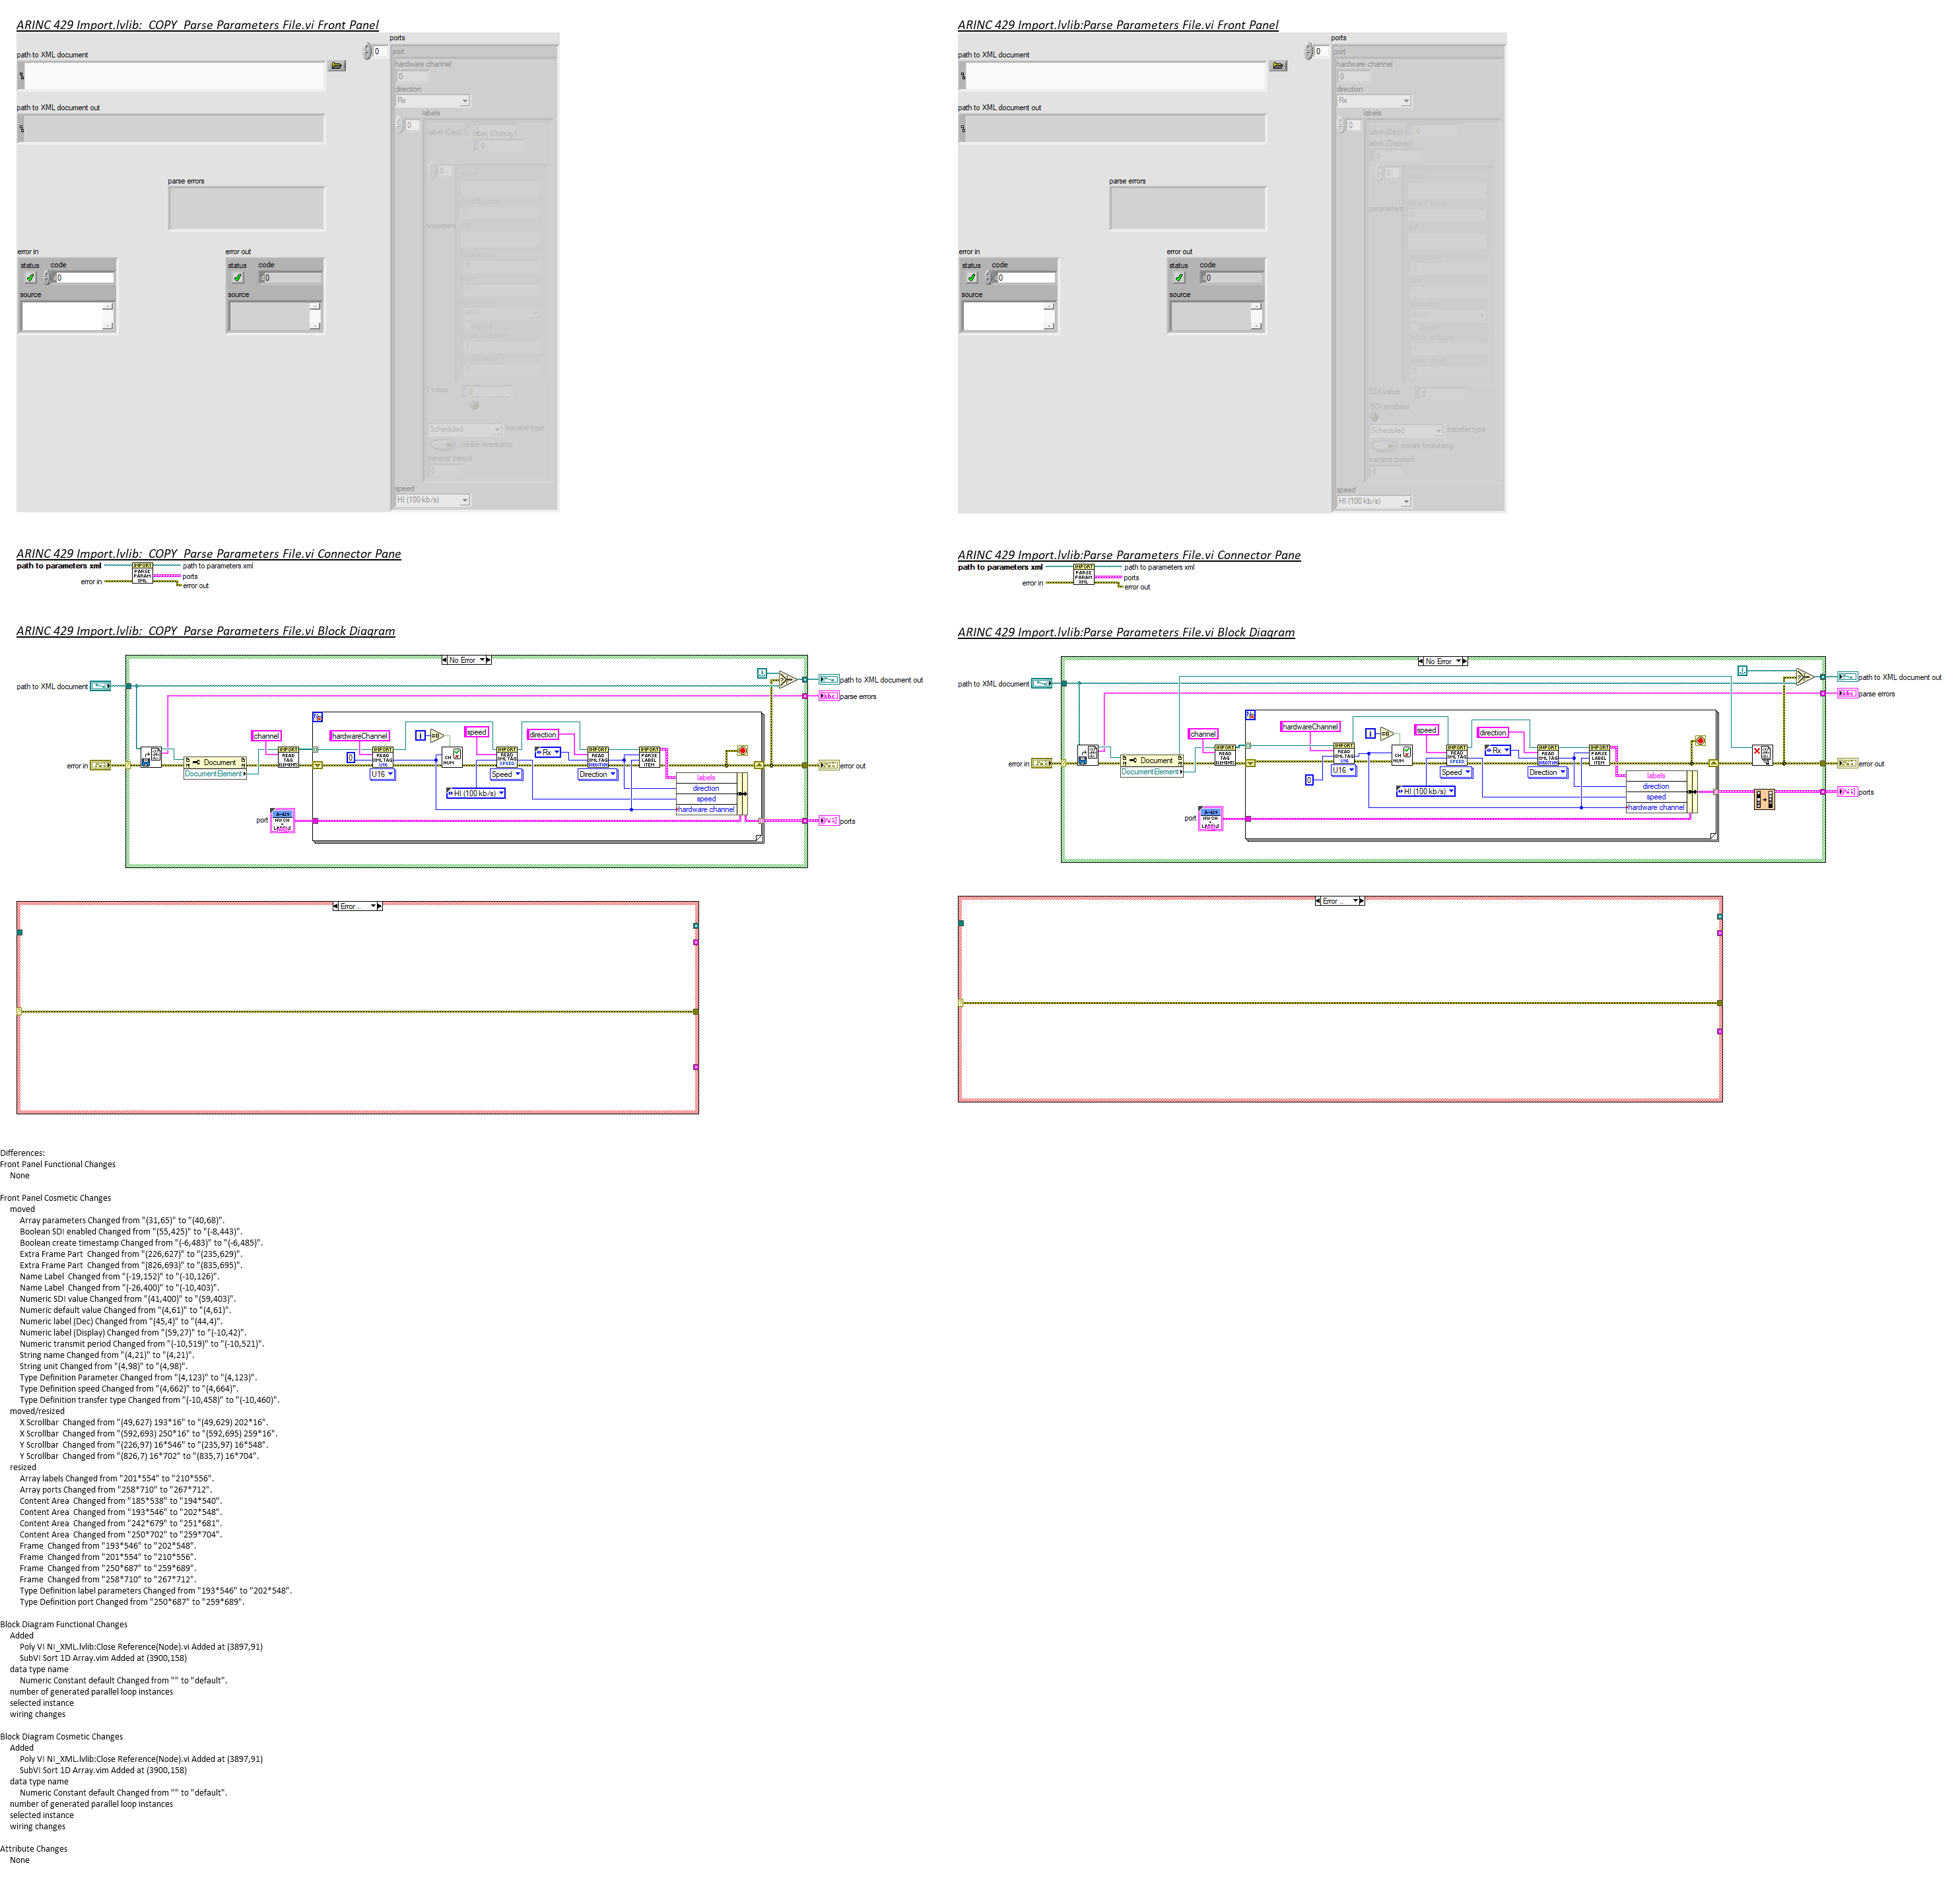 ARINC 429 Import.lvlib:  COPY  Parse Parameters File.vi Front Panel
ports
path to XML document
0
port
hardware channel
0
direction
Rx
path to XML document out
labels
0
label (Dec)
label (Display)
0
0
parse errors
error in
status
code
0
source
error out
status
code
0
source
Scheduled
transfer type
create timestamp
transmit period
0
speed
HI (100 kb/s)
ARINC 429 Import.lvlib:  COPY  Parse Parameters File.vi Connector Pane
path to parameters xml
IMPORT
PARSE
PARAM
XML
path to parameters xml
ports
error in
error out
ARINC 429 Import.lvlib:  COPY  Parse Parameters File.vi Block Diagram
No Error
path to XML document
path to XML document out
parse errors
channel
hardwareChannel
speed
direction
error in
Document
DocumentElement
U16
Speed
Rx
Direction
HI (100 kb/s)
labels
direction
speed
hardware channel
error out
port
ports
Error ..
ARINC 429 Import.lvlib:Parse Parameters File.vi Front Panel
ports
path to XML document
0
port
hardware channel
0
direction
Rx
path to XML document out
labels
0
label (Dec)
0
label (Display)
0
0
parameters
parse errors
error in
status
code
0
source
error out
status
code
0
source
SDI value
0
SDI enabled
Scheduled
transfer type
create timestamp
transmit period
speed
HI (100 kb/s)
ARINC 429 Import.lvlib:Parse Parameters File.vi Connector Pane
path to parameters xml
IMPORT
PARSE
PARAM
XML
path to parameters xml
ports
error in
error out
ARINC 429 Import.lvlib:Parse Parameters File.vi Block Diagram
No Error
path to XML document
path to XML document out
parse errors
channel
hardwareChannel
speed
direction
error in
Document
DocumentElement
U16
Speed
Rx
Direction
HI (100 kb/s)
labels
direction
speed
hardware channel
error out
port
ports
Error ..
Differences:
Front Panel Functional Changes
None
Front Panel Cosmetic Changes
moved
Array parameters Changed from "(31,65)" to "(40,68)".
Boolean SDI enabled Changed from "(55,425)" to "(-8,443)".
Boolean create timestamp Changed from "(-6,483)" to "(-6,485)".
Extra Frame Part  Changed from "(226,627)" to "(235,629)".
Extra Frame Part  Changed from "(826,693)" to "(835,695)".
Name Label  Changed from "(-19,152)" to "(-10,126)".
Name Label  Changed from "(-26,400)" to "(-10,403)".
Numeric SDI value Changed from "(41,400)" to "(59,403)".
Numeric default value Changed from "(4,61)" to "(4,61)".
Numeric label (Dec) Changed from "(45,4)" to "(44,4)".
Numeric label (Display) Changed from "(59,27)" to "(-10,42)".
Numeric transmit period Changed from "(-10,519)" to "(-10,521)".
String name Changed from "(4,21)" to "(4,21)".
String unit Changed from "(4,98)" to "(4,98)".
Type Definition Parameter Changed from "(4,123)" to "(4,123)".
Type Definition speed Changed from "(4,662)" to "(4,664)".
Type Definition transfer type Changed from "(-10,458)" to "(-10,460)".
moved/resized
X Scrollbar  Changed from "(49,627) 193*16" to "(49,629) 202*16".
X Scrollbar  Changed from "(592,693) 250*16" to "(592,695) 259*16".
Y Scrollbar  Changed from "(226,97) 16*546" to "(235,97) 16*548".
Y Scrollbar  Changed from "(826,7) 16*702" to "(835,7) 16*704".
resized
Array labels Changed from "201*554" to "210*556".
Array ports Changed from "258*710" to "267*712".
Content Area  Changed from "185*538" to "194*540".
Content Area  Changed from "193*546" to "202*548".
Content Area  Changed from "242*679" to "251*681".
Content Area  Changed from "250*702" to "259*704".
Frame  Changed from "193*546" to "202*548".
Frame  Changed from "201*554" to "210*556".
Frame  Changed from "250*687" to "259*689".
Frame  Changed from "258*710" to "267*712".
Type Definition label parameters Changed from "193*546" to "202*548".
Type Definition port Changed from "250*687" to "259*689".
Block Diagram Functional Changes
Added
Poly VI NI_XML.lvlib:Close Reference(Node).vi Added at (3897,91)
SubVI Sort 1D Array.vim Added at (3900,158)
data type name
Numeric Constant default Changed from "" to "default".
number of generated parallel loop instances
selected instance
wiring changes
Block Diagram Cosmetic Changes
Added
Poly VI NI_XML.lvlib:Close Reference(Node).vi Added at (3897,91)
SubVI Sort 1D Array.vim Added at (3900,158)
data type name
Numeric Constant default Changed from "" to "default".
number of generated parallel loop instances
selected instance
wiring changes
Attribute Changes
None